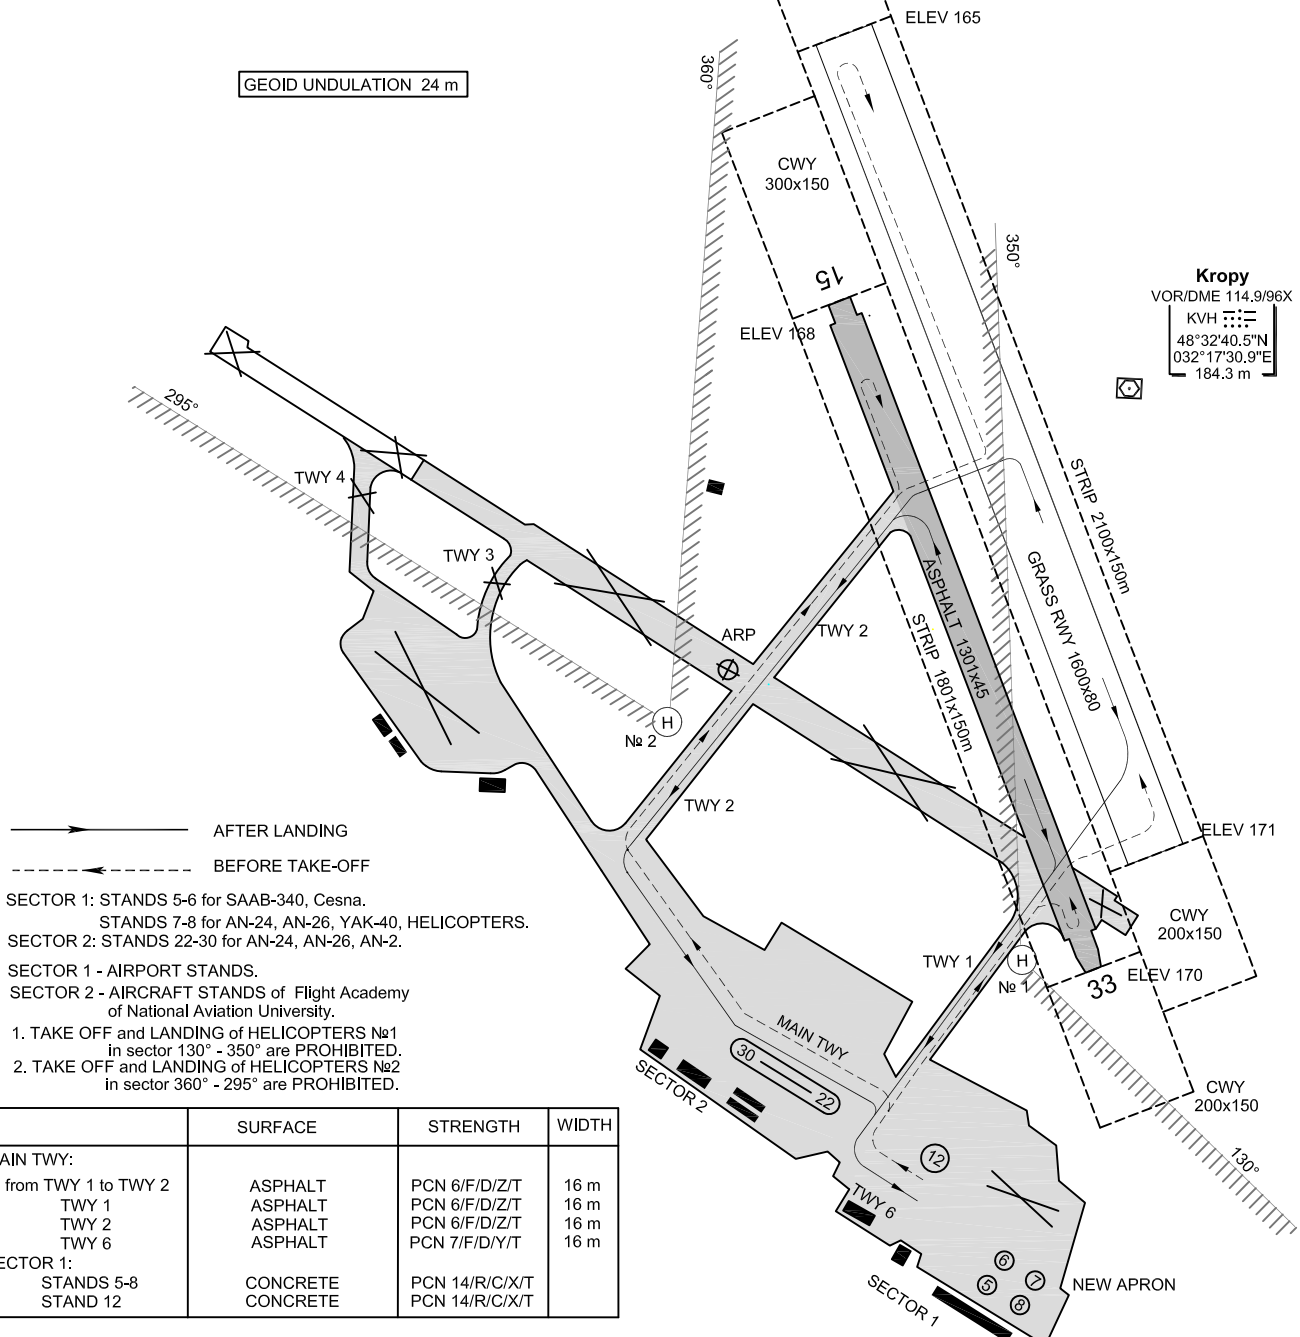 ELEV 165
GEOID UNDULATION 24 m
360°
CWY
300x150
350°
15
ELEV 168
Kropy
VOR/DME 114.9/96X
KVH
48°32'40.5"N
032°17'30.9"E
184.3 m
295°
TWY 4
TWY 3
STRIP 2100x150m
GRASS RWY 1600x80
ASPHALT 1301x45
STRIP 1801x150m
ARP
TWY 2
H
№ 2
TWY 2
ELEV 171
AFTER LANDING
BEFORE TAKE-OFF
SECTOR 1: STANDS 5-6 for SAAB-340, Cesna.
STANDS 7-8 for AN-24, AN-26, YAK-40, HELICOPTERS.
SECTOR 2: STANDS 22-30 for AN-24, AN-26, AN-2.
SECTOR 1 - AIRPORT STANDS.
SECTOR 2 - AIRCRAFT STANDS of Flight Academy
of National Aviation University.
1. TAKE OFF and LANDING of HELICOPTERS №1
in sector 130° - 350° are PROHIBITED.
2. TAKE OFF and LANDING of HELICOPTERS №2
in sector 360° - 295° are PROHIBITED.
CWY
200x150
TWY 1
H
№ 1
33
ELEV 170
MAIN TWY
30
22
SECTOR 2
CWY
200x150
130°
12
TWY 6
6
7
5
8
NEW APRON
SECTOR 1
SURFACE STRENGTH WIDTH
AIN TWY:
from TWY 1 to TWY 2 ASPHALT PCN 6/F/D/Z/T 16 m
TWY 1 ASPHALT PCN 6/F/D/Z/T 16 m
TWY 2 ASPHALT PCN 6/F/D/Z/T 16 m
TWY 6 ASPHALT PCN 7/F/D/Y/T 16 m
ECTOR 1:
STANDS 5-8 CONCRETE PCN 14/R/C/X/T
STAND 12 CONCRETE PCN 14/R/C/X/T